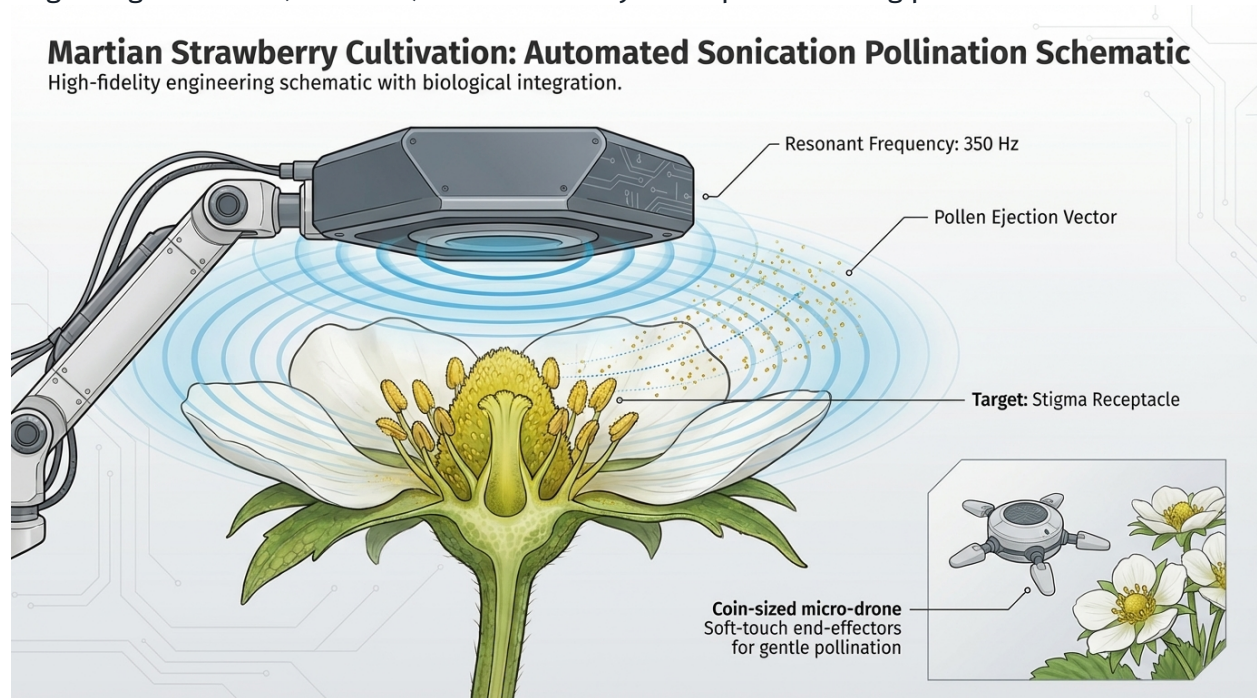 Martian Strawberry Cultivation: Automated Sonication Pollination Schematic
High-fidelity engineering schematic with biological integration.
Resonant Frequency: 350 Hz
Pollen Ejection Vector
Target: Stigma Receptacle
Coin-sized micro-drone
Soft-touch end-effectors
for gentle pollination